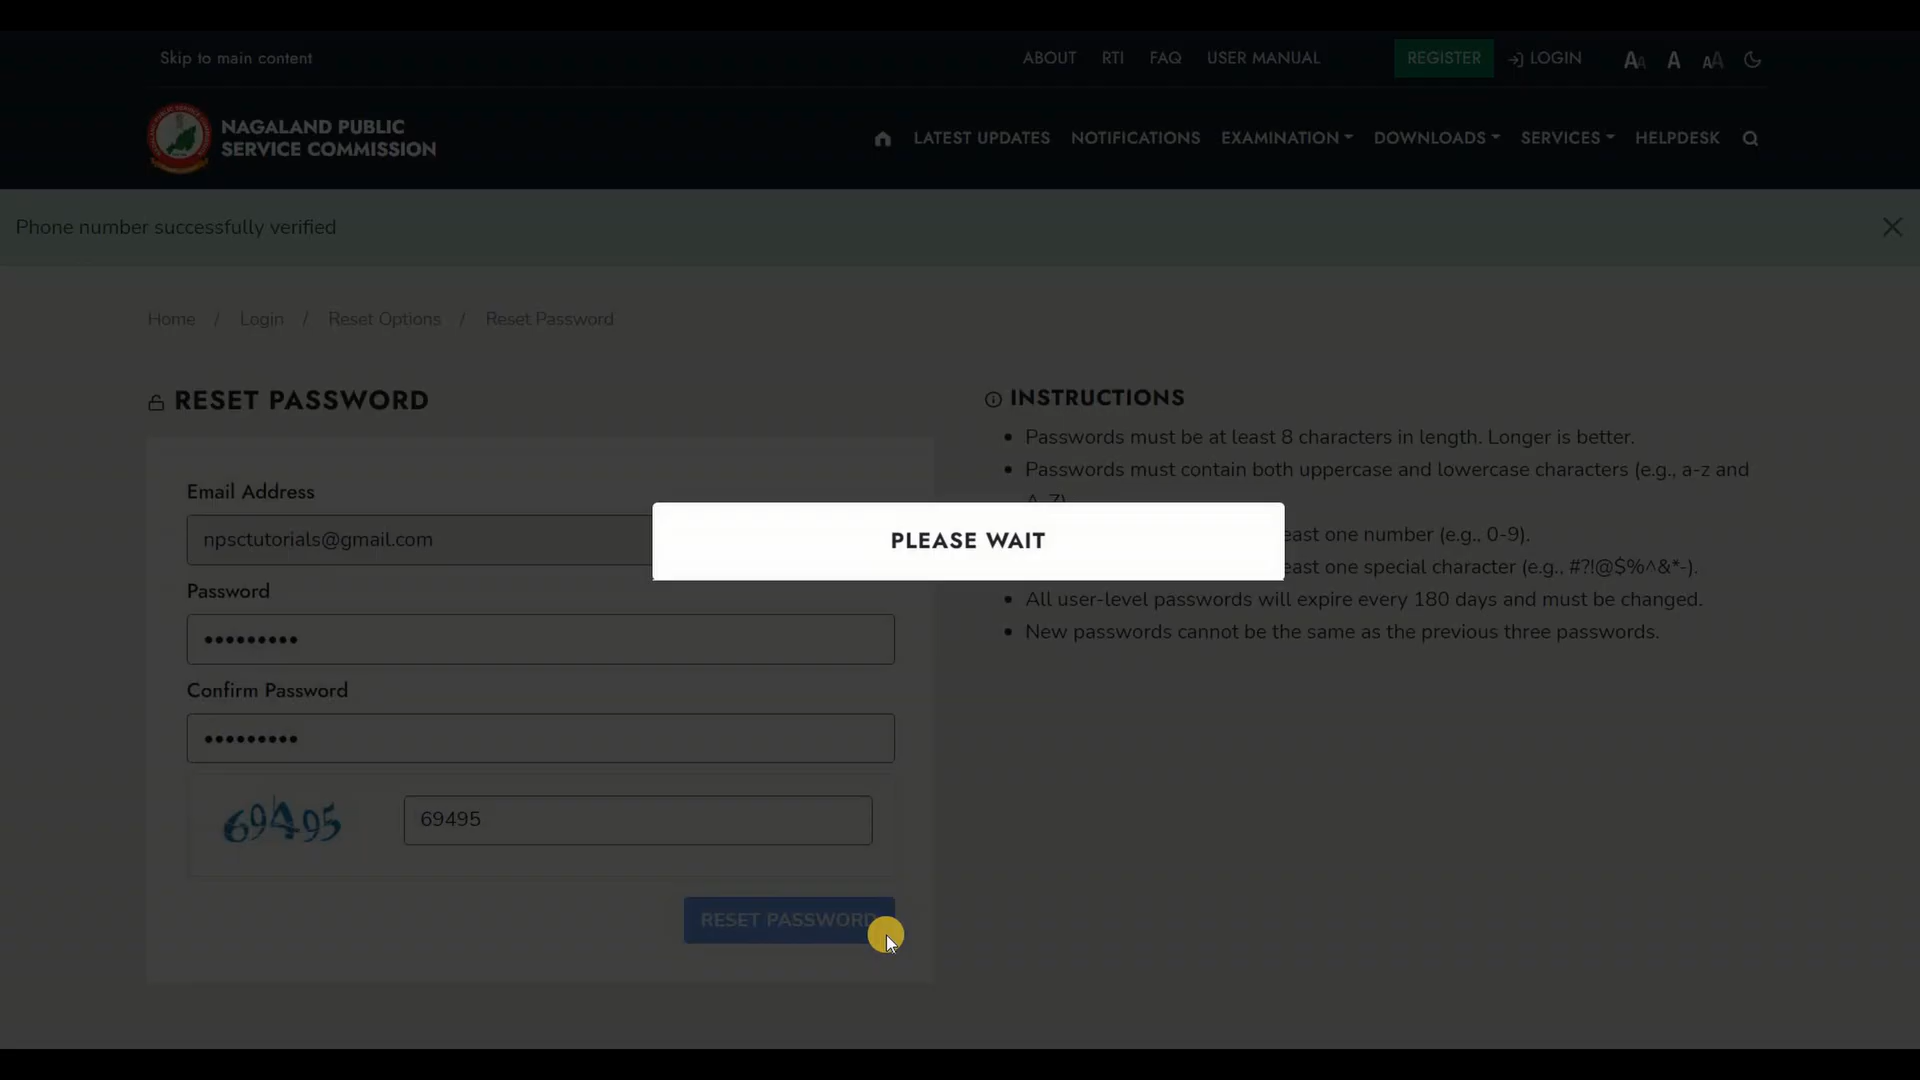 Skip to main content
ABOUT RTI FAQ USER MANUAL REGISTER LOGIN AA A AA
NAGALAND PUBLIC
SERVICE COMMISSION
LATEST UPDATES NOTIFICATIONS EXAMINATION DOWNLOADS SERVICES HELPDESK
Phone number successfully verified
Home / Login / Reset Options / Reset Password
RESET PASSWORD
Email Address
npsctutorials@gmail.com
Password
Confirm Password
69495
69495
RESET PASSWORD
INSTRUCTIONS
Passwords must be at least 8 characters in length. Longer is better.
Passwords must contain both uppercase and lowercase characters (e.g., a-z and
A-Z).
east one number (e.g., 0-9).
east one special character (e.g., #?!@$%^&*-).
All user-level passwords will expire every 180 days and must be changed.
New passwords cannot be the same as the previous three passwords.
PLEASE WAIT